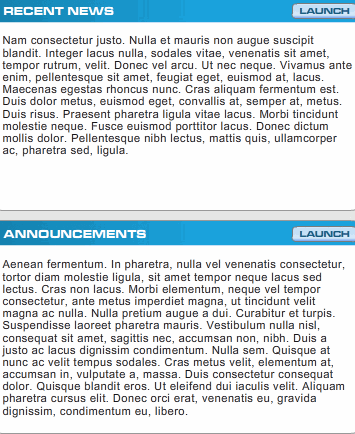 RECENT NEWS
LAUNCH
Nam consectetur justo. Nulla et mauris non augue suscipit
blandit. Integer lacus nulla, sodales vitae, venenatis sit amet,
tempor rutrum, velit. Donec vel arcu. Ut nec neque. Vivamus ante
enim, pellentesque sit amet, feugiat eget, euismod at, lacus.
Maecenas egestas rhoncus nunc. Cras aliquam fermentum est.
Duis dolor metus, euismod eget, convallis at, semper at, metus.
Duis risus. Praesent pharetra ligula vitae lacus. Morbi tincidunt
molestie neque. Fusce euismod porttitor lacus. Donec dictum
mollis dolor. Pellentesque nibh lectus, mattis quis, ullamcorper
ac, pharetra sed, ligula.
ANNOUNCEMENTS
LAUNCH
Aenean fermentum. In pharetra, nulla vel venenatis consectetur,
tortor diam molestie ligula, sit amet tempor neque lacus sed
lectus. Cras non lacus. Morbi elementum, neque vel tempor
consectetur, ante metus imperdiet magna, ut tincidunt velit
magna ac nulla. Nulla pretium augue a dui. Curabitur et turpis.
Suspendisse laoreet pharetra mauris. Vestibulum nulla nisl,
consequat sit amet, sagittis nec, accumsan non, nibh. Duis a
justo ac lacus dignissim condimentum. Nulla sem. Quisque at
nunc ac velit tempus sodales. Cras metus velit, elementum at,
accumsan in, vulputate a, massa. Duis consectetur consequat
dolor. Quisque blandit eros. Ut eleifend dui iaculis velit. Aliquam
pharetra cursus elit. Donec orci erat, venenatis eu, gravida
dignissim, condimentum eu, libero.